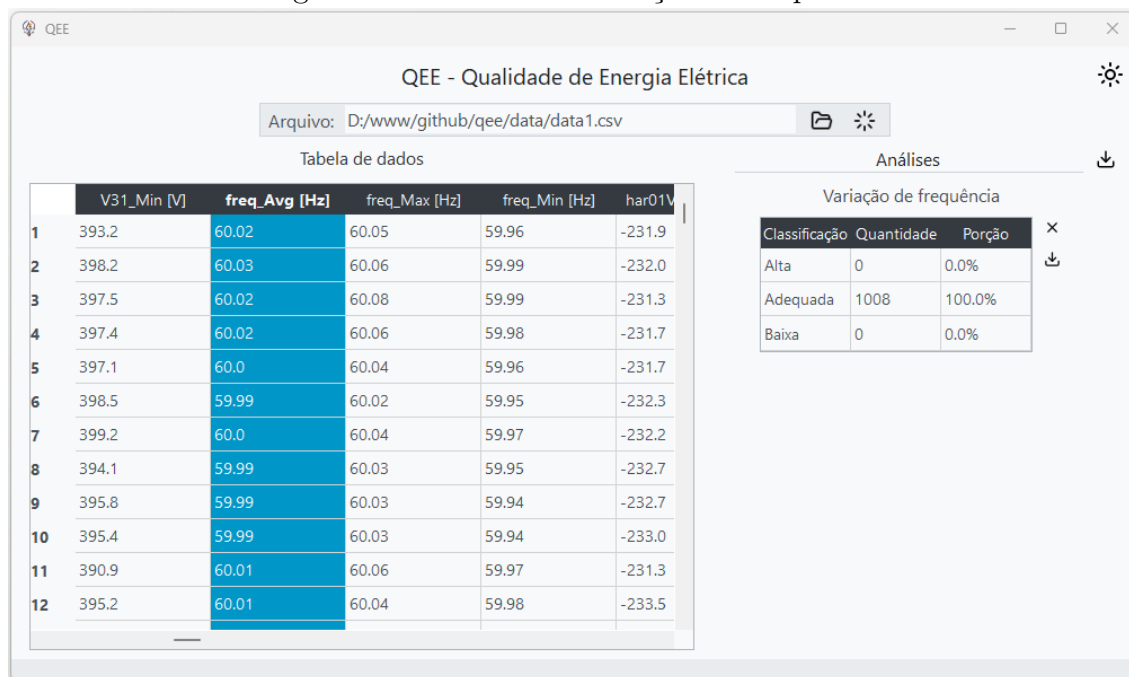 QEE
QEE - Qualidade de Energia Elétrica
Arquivo: D:/www/github/qee/data/data1.csv
Tabela de dados
V31_Min [V] freq_Avg [Hz] freq_Max [Hz] freq_Min [Hz] har01V
1 393.2 60.02 60.05 59.96 -231.9
2 398.2 60.03 60.06 59.99 -232.0
3 397.5 60.02 60.08 59.99 -231.3
4 397.4 60.02 60.06 59.98 -231.7
5 397.1 60.0 60.04 59.96 -231.7
6 398.5 59.99 60.02 59.95 -232.3
7 399.2 60.0 60.04 59.97 -232.2
8 394.1 59.99 60.03 59.95 -232.7
9 395.8 59.99 60.03 59.94 -232.7
10 395.4 59.99 60.03 59.94 -233.0
11 390.9 60.01 60.06 59.97 -231.3
12 395.2 60.01 60.04 59.98 -233.5
Análises
Variação de frequência
Classificação Quantidade Porção
Alta 0 0.0%
Adequada 1008 100.0%
Baixa 0 0.0%